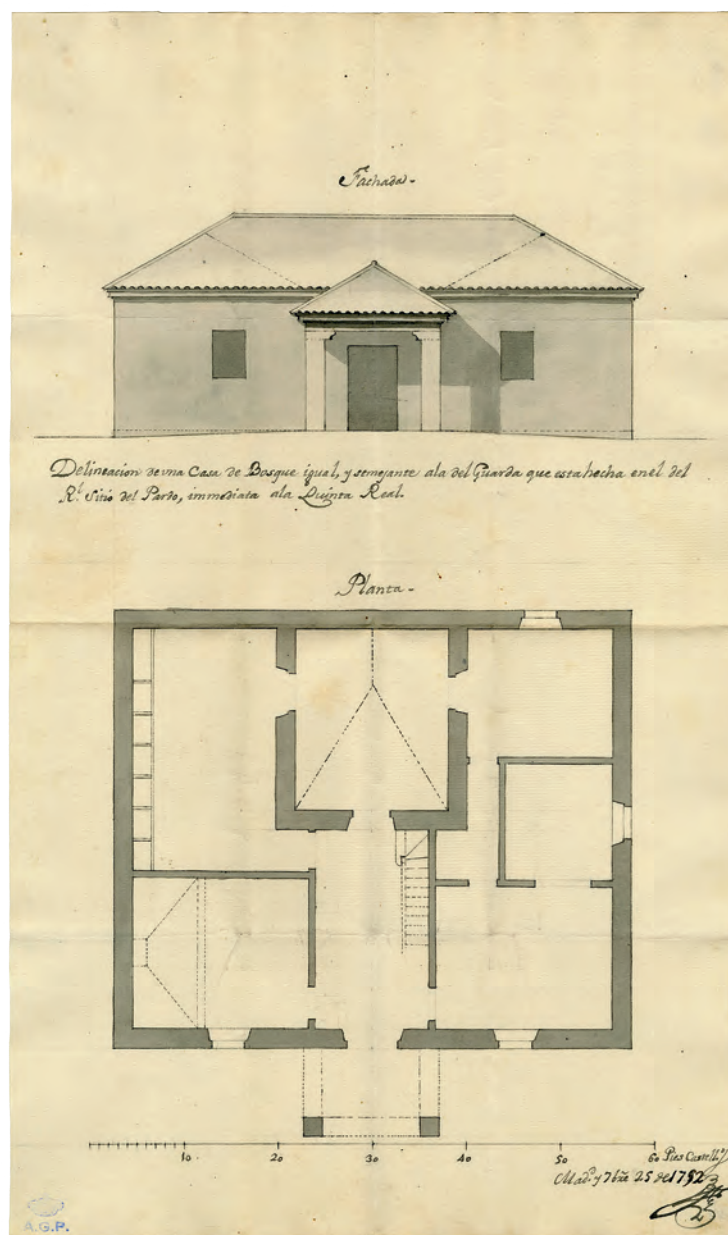 Fachada-
Delineacion de vna Casa de Bosque igual, y semejante ala del Guarda que esta hecha en el del
Rl. Sitio del Pardo, immediata ala Quinta Real.
Planta-
10 20 30 40 50 60 Pies Castells.
Madd. y 7bre 25 de 1752
A.G.P.